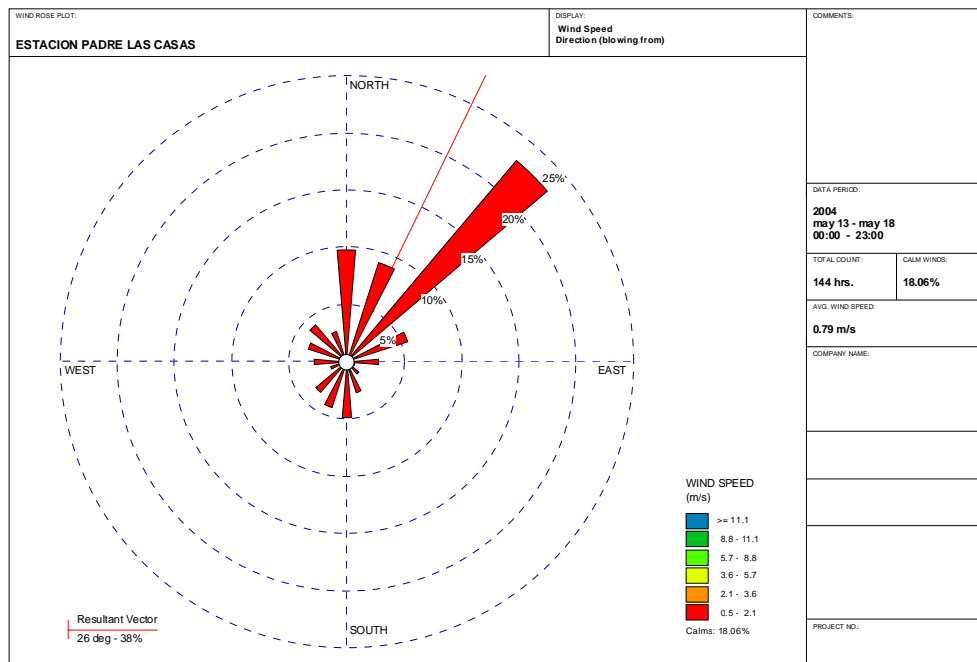 WIND ROSE PLOT:
ESTACION PADRE LAS CASAS
DISPLAY:
Wind Speed
Direction (blowing from)
COMMENTS:
NORTH
25%
20%
15%
10%
5%
WEST
EAST
SOUTH
DATA PERIOD:
2004
may 13 - may 18
00:00 - 23:00
TOTAL COUNT:
144 hrs.
CALM WINDS:
18.06%
AVG. WIND SPEED:
0.79 m/s
COMPANY NAME:
WIND SPEED
(m/s)
>= 11.1
8.8 - 11.1
5.7 - 8.8
3.6 - 5.7
2.1 - 3.6
0.5 - 2.1
Calms: 18.06%
Resultant Vector
26 deg - 38%
PROJECT NO.: